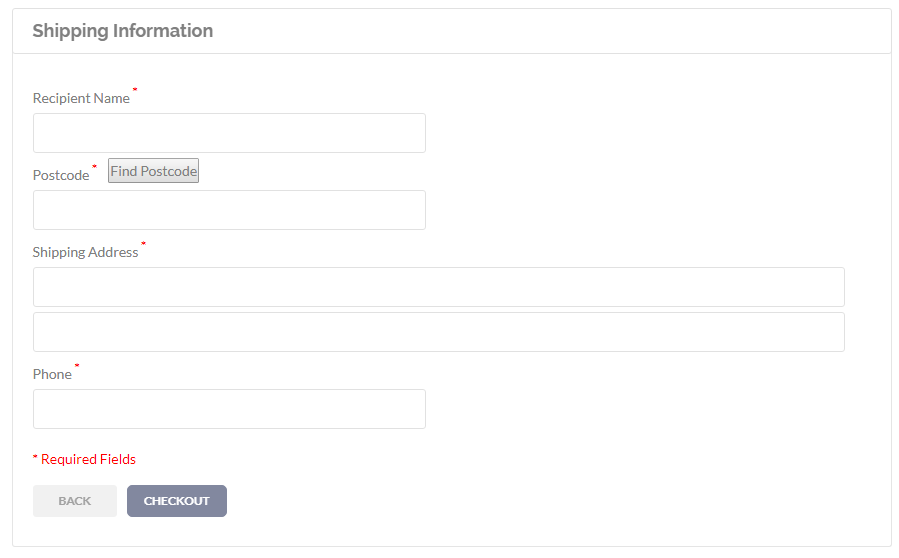 Shipping Information
Recipient Name *
Postcode * Find Postcode
Shipping Address *
Phone *
* Required Fields
BACK CHECKOUT